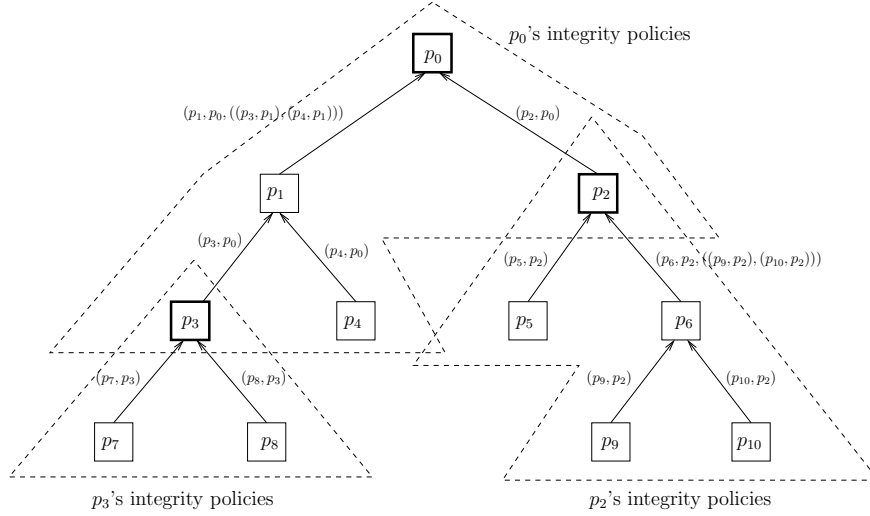 p0's integrity policies
p0
(p1, p0, ((p3, p1), (p4, p1)))
(p2, p0)
p1
p2
(p3, p0)
(p4, p0)
(p5, p2)
(p6, p2, ((p9, p2), (p10, p2)))
p3
p4
p5
p6
(p7, p3)
(p8, p3)
(p9, p2)
(p10, p2)
p7
p8
p9
p10
p3's integrity policies
p2's integrity policies